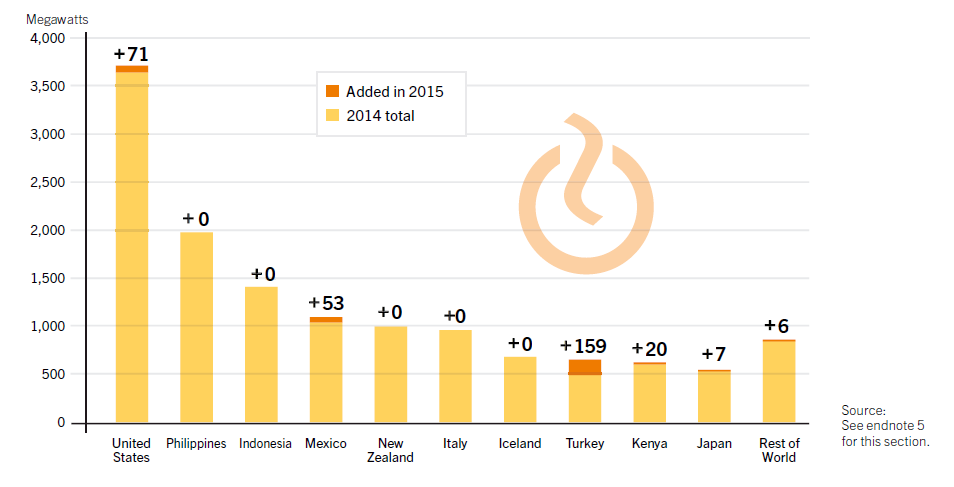 Megawatts
4,000
3,500
3,000
2,500
2,000
1,500
1,000
500
0
Added in 2015
2014 total
+71
+0
+0
+53
+0
+0
+0
+159
+20
+7
+6
United
States
Philippines
Indonesia
Mexico
New
Zealand
Italy
Iceland
Turkey
Kenya
Japan
Rest of
World
Source:
See endnote 5
for this section.